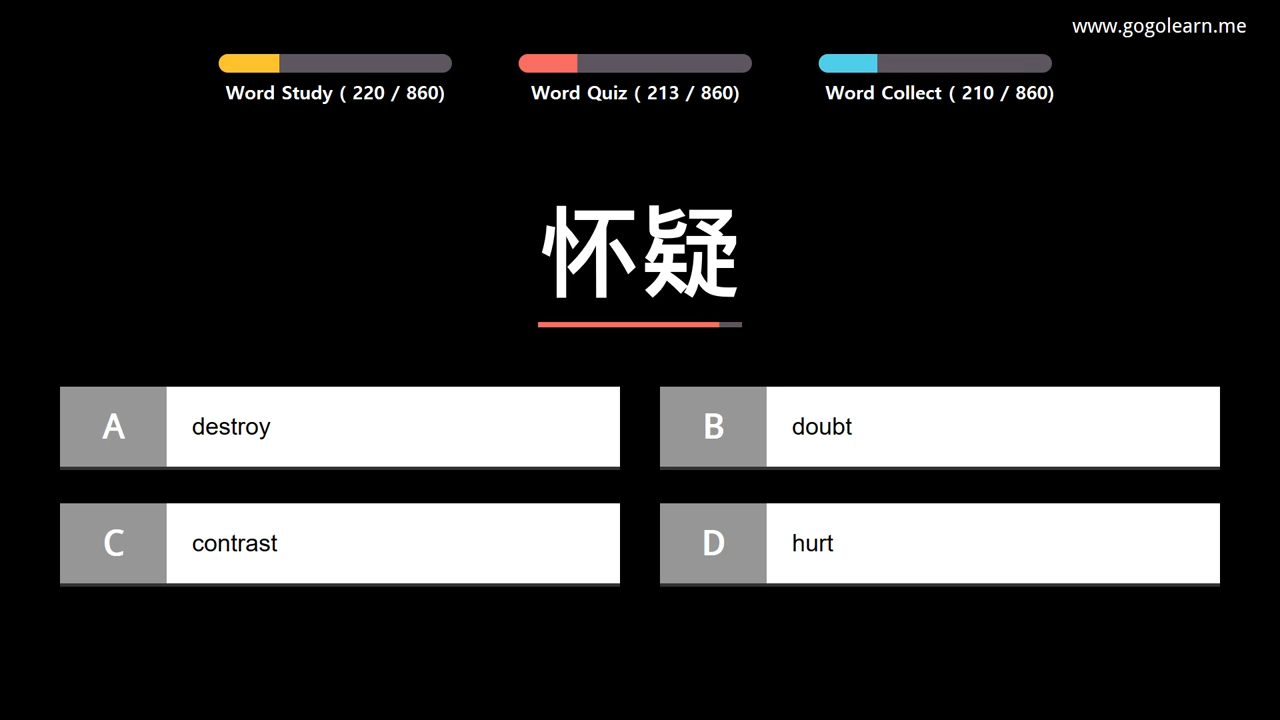 www.gogolearn.me
Word Study ( 220 / 860)
Word Quiz ( 213 / 860)
Word Collect ( 210 / 860)
怀疑
A destroy
B doubt
C contrast
D hurt